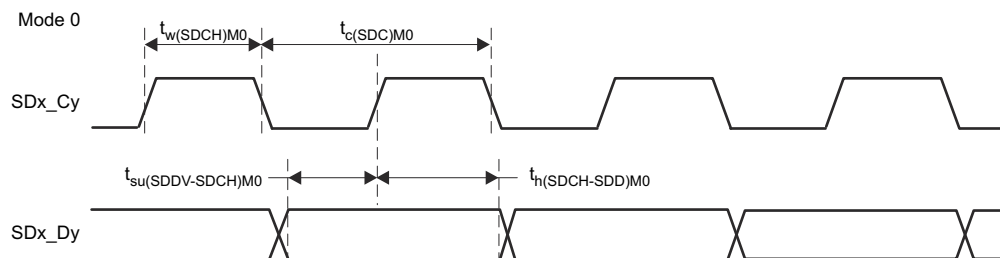 Mode 0
tw(SDCH)M0
tc(SDC)M0
SDx_Cy
tsu(SDDV-SDCH)M0
th(SDCH-SDD)M0
SDx_Dy